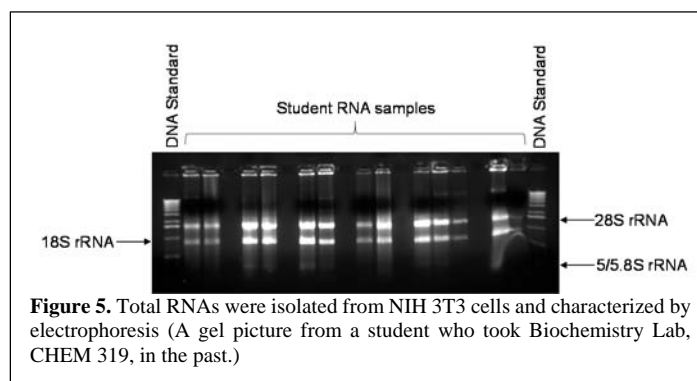 DNA Standard
Student RNA samples
DNA Standard
18S rRNA
28S rRNA
5/5.8S rRNA
Figure 5. Total RNAs were isolated from NIH 3T3 cells and characterized by
electrophoresis (A gel picture from a student who took Biochemistry Lab,
CHEM 319, in the past.)